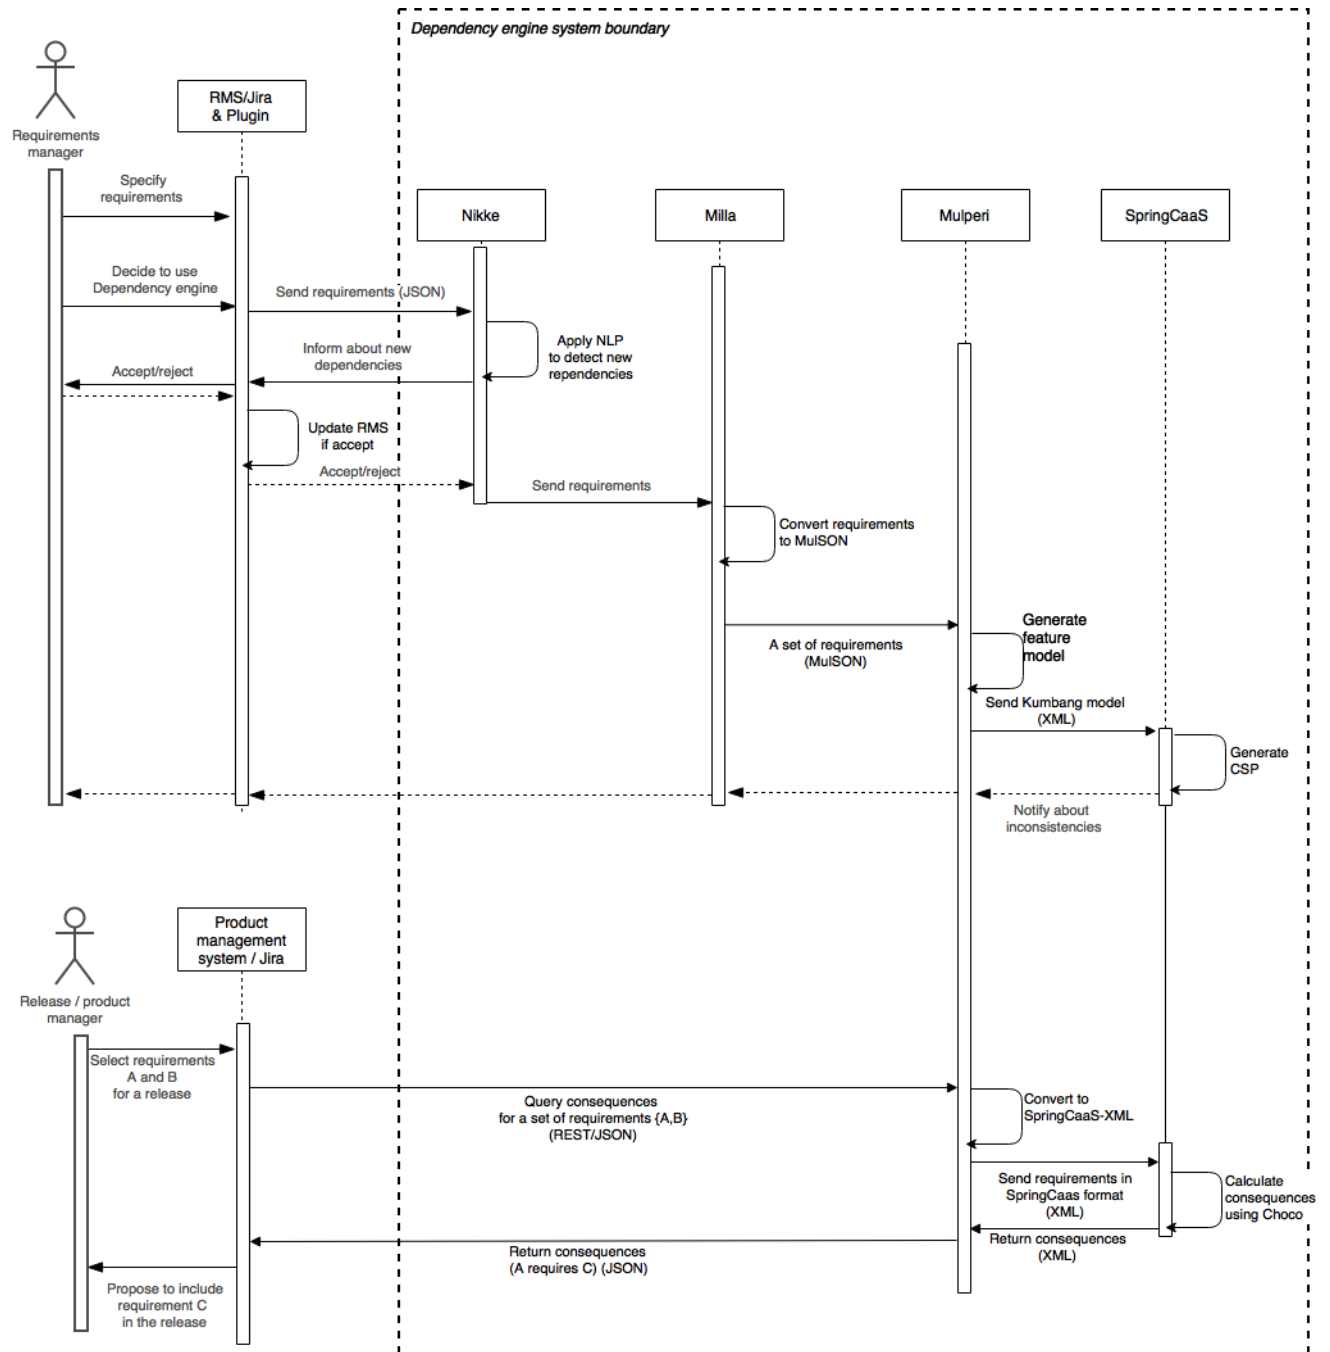 Dependency engine system boundary
Requirements
manager
RMS/Jira
& Plugin
Nikke
Milla
Mulperi
SpringCaaS
Specify
requirements
Decide to use
Dependency engine
Send requirements (JSON)
Apply NLP
to detect new
rependencies
Inform about new
dependencies
Accept/reject
Update RMS
if accept
Accept/reject
Send requirements
Convert requirements
to MulSON
A set of requirements
(MulSON)
Generate
feature
model
Send Kumbang model
(XML)
Generate
CSP
Notify about
inconsistencies
Release / product
manager
Product
management
system / Jira
Select requirements
A and B
for a release
Query consequences
for a set of requirements {A,B}
(REST/JSON)
Convert to
SpringCaaS-XML
Send requirements in
SpringCaas format
(XML)
Calculate
consequences
using Choco
Return consequences
(XML)
Return consequences
(A requires C) (JSON)
Propose to include
requirement C
in the release